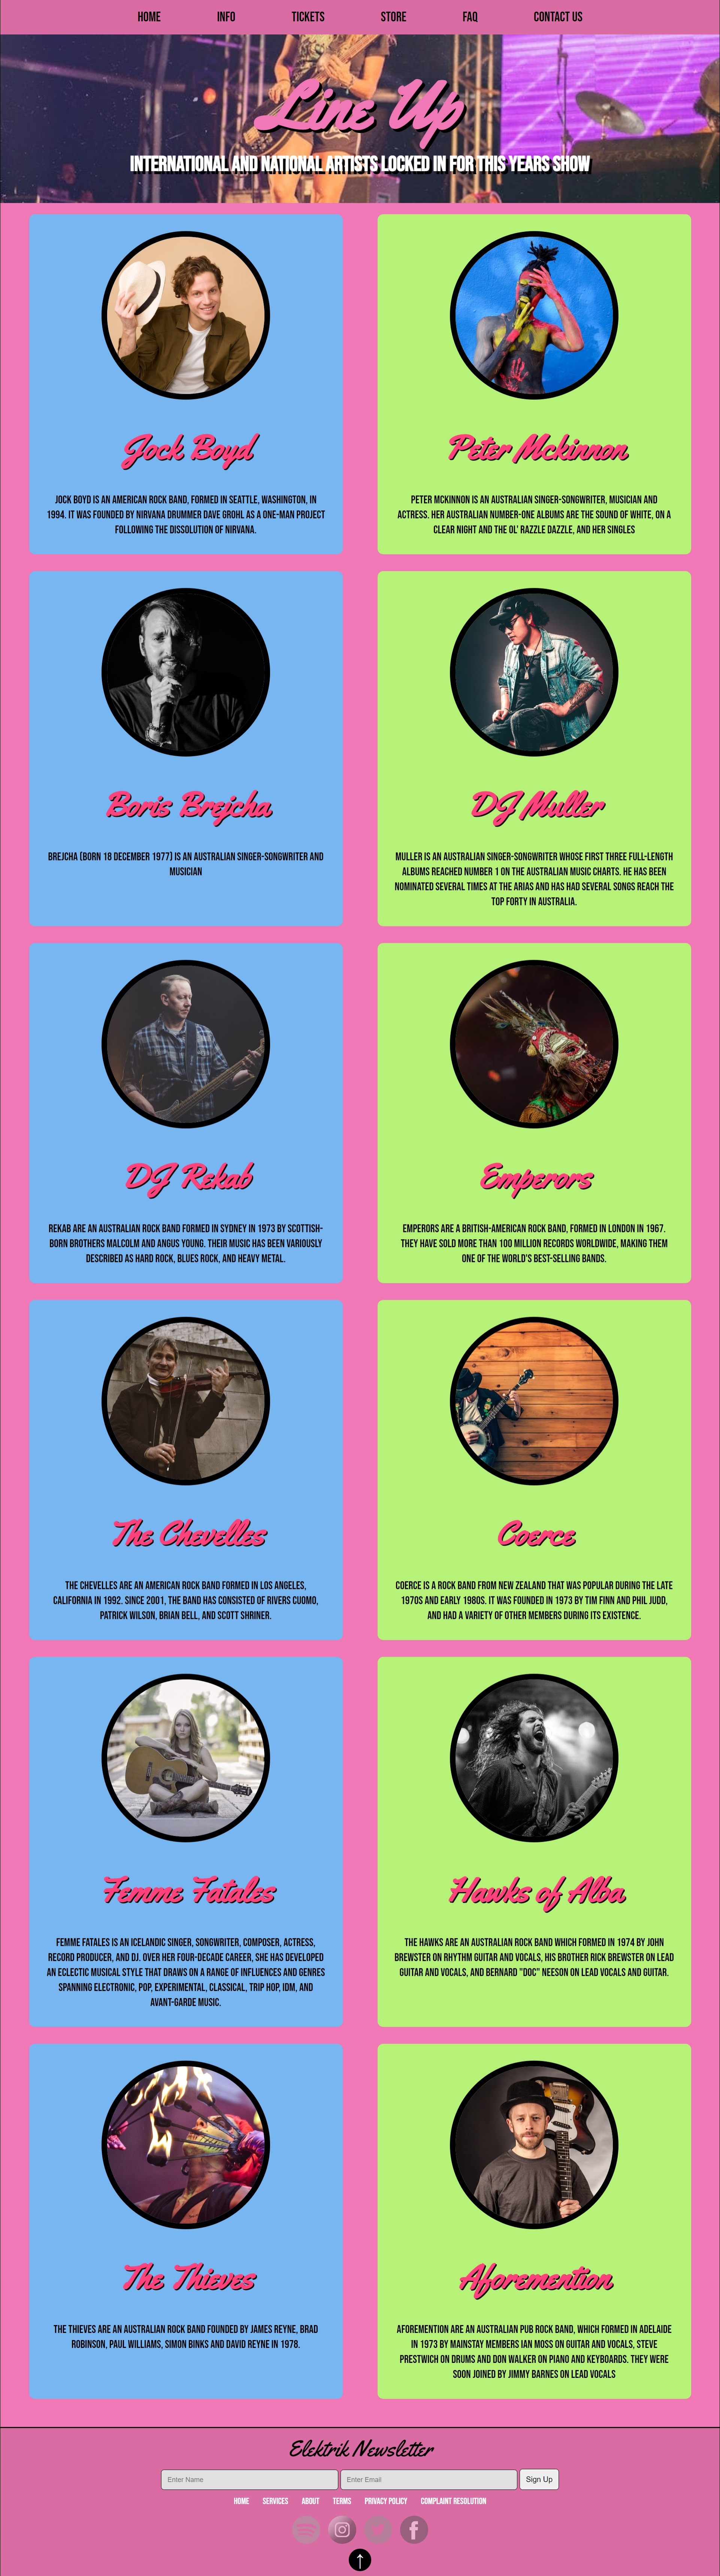 HOME INFO TICKETS STORE FAQ CONTACT US
Line Up
INTERNATIONAL AND NATIONAL ARTISTS LOCKED IN FOR THIS YEARS SHOW
Jock Boyd
JOCK BOYD IS AN AMERICAN ROCK BAND, FORMED IN SEATTLE, WASHINGTON, IN
1994. IT WAS FOUNDED BY NIRVANA DRUMMER DAVE GROHL AS A ONE-MAN PROJECT
FOLLOWING THE DISSOLUTION OF NIRVANA.
Peter Mckinnon
PETER MCKINNON IS AN AUSTRALIAN SINGER-SONGWRITER, MUSICIAN AND
ACTRESS. HER AUSTRALIAN NUMBER-ONE ALBUMS ARE THE SOUND OF WHITE, ON A
CLEAR NIGHT AND THE OL' RAZZLE DAZZLE, AND HER SINGLES
Boris Brejcha
BREJCHA (BORN 18 DECEMBER 1977) IS AN AUSTRALIAN SINGER-SONGWRITER AND
MUSICIAN
DJ Muller
MULLER IS AN AUSTRALIAN SINGER-SONGWRITER WHOSE FIRST THREE FULL-LENGTH
ALBUMS REACHED NUMBER 1 ON THE AUSTRALIAN MUSIC CHARTS. HE HAS BEEN
NOMINATED SEVERAL TIMES AT THE ARIAS AND HAS HAD SEVERAL SONGS REACH THE
TOP FORTY IN AUSTRALIA.
DJ Rekab
REKAB ARE AN AUSTRALIAN ROCK BAND FORMED IN SYDNEY IN 1973 BY SCOTTISH-
BORN BROTHERS MALCOLM AND ANGUS YOUNG. THEIR MUSIC HAS BEEN VARIOUSLY
DESCRIBED AS HARD ROCK, BLUES ROCK, AND HEAVY METAL.
Emperors
EMPERORS ARE A BRITISH-AMERICAN ROCK BAND, FORMED IN LONDON IN 1967.
THEY HAVE SOLD MORE THAN 100 MILLION RECORDS WORLDWIDE, MAKING THEM
ONE OF THE WORLD'S BEST-SELLING BANDS.
The Chevelles
THE CHEVELLES ARE AN AMERICAN ROCK BAND FORMED IN LOS ANGELES,
CALIFORNIA IN 1992. SINCE 2001, THE BAND HAS CONSISTED OF RIVERS CUOMO,
PATRICK WILSON, BRIAN BELL, AND SCOTT SHRINER.
Coerce
COERCE IS A ROCK BAND FROM NEW ZEALAND THAT WAS POPULAR DURING THE LATE
1970S AND EARLY 1980S. IT WAS FOUNDED IN 1973 BY TIM FINN AND PHIL JUDD,
AND HAD A VARIETY OF OTHER MEMBERS DURING ITS EXISTENCE.
Femme Fatales
FEMME FATALES IS AN ICELANDIC SINGER, SONGWRITER, COMPOSER, ACTRESS,
RECORD PRODUCER, AND DJ. OVER HER FOUR-DECADE CAREER, SHE HAS DEVELOPED
AN ECLECTIC MUSICAL STYLE THAT DRAWS ON A RANGE OF INFLUENCES AND GENRES
SPANNING ELECTRONIC, POP, EXPERIMENTAL, CLASSICAL, TRIP HOP, IDM, AND
AVANT-GARDE MUSIC.
Hawks of Alba
THE HAWKS ARE AN AUSTRALIAN ROCK BAND WHICH FORMED IN 1974 BY JOHN
BREWSTER ON RHYTHM GUITAR AND VOCALS, HIS BROTHER RICK BREWSTER ON LEAD
GUITAR AND VOCALS, AND BERNARD "DOC" NEESON ON LEAD VOCALS AND GUITAR.
The Thieves
THE THIEVES ARE AN AUSTRALIAN ROCK BAND FOUNDED BY JAMES REYNE, BRAD
ROBINSON, PAUL WILLIAMS, SIMON BINKS AND DAVID REYNE IN 1978.
Aforemention
AFOREMENTION ARE AN AUSTRALIAN PUB ROCK BAND, WHICH FORMED IN ADELAIDE
IN 1973 BY MAINSTAY MEMBERS IAN MOSS ON GUITAR AND VOCALS, STEVE
PRESTWICH ON DRUMS AND DON WALKER ON PIANO AND KEYBOARDS. THEY WERE
SOON JOINED BY JIMMY BARNES ON LEAD VOCALS
Elektrik Newsletter
Enter Name Enter Email Sign Up
HOME SERVICES ABOUT TERMS PRIVACY POLICY COMPLAINT RESOLUTION